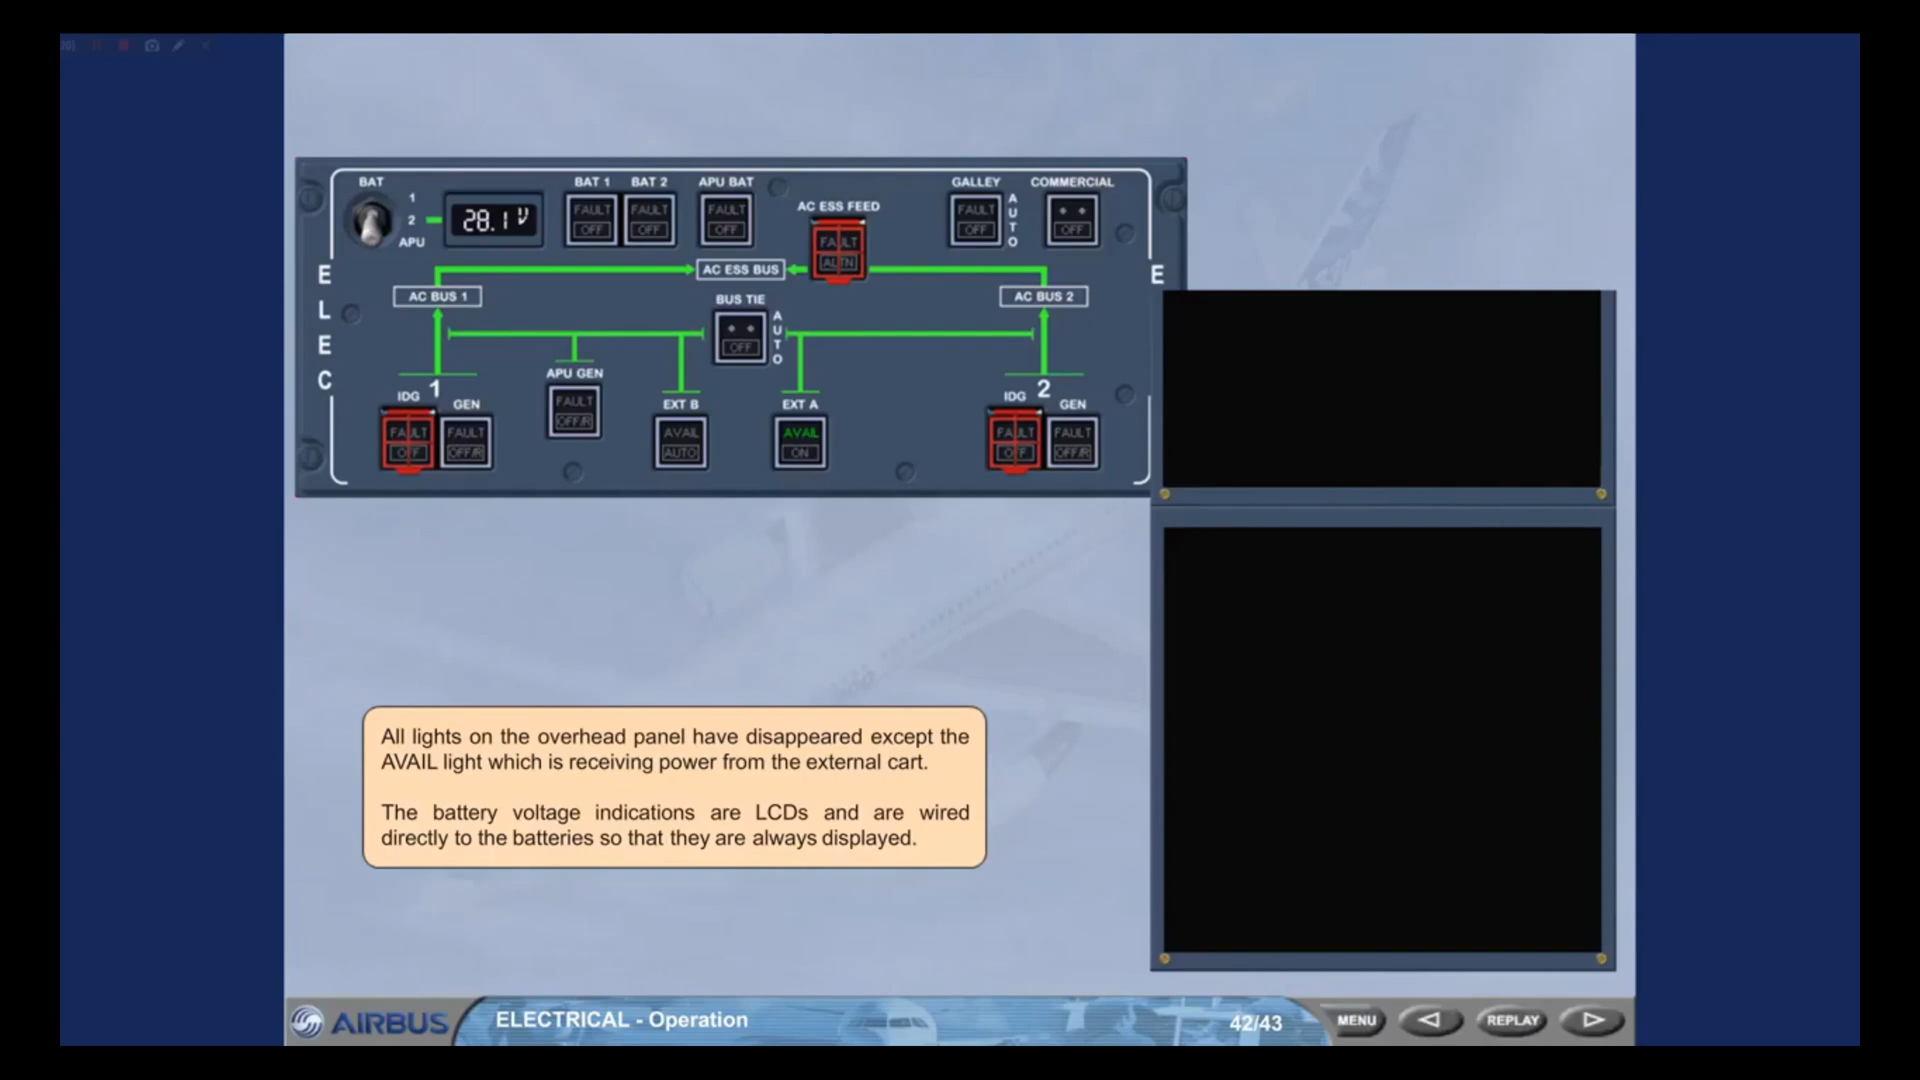 20]
BAT
1
2
APU
28.1 V
BAT 1
BAT 2
APU BAT
FAULT
OFF
FAULT
OFF
FAULT
OFF
AC ESS FEED
FAULT
ALTN
GALLEY
FAULT
OFF
AUTO
COMMERCIAL
OFF
ELEC
E
AC ESS BUS
AC BUS 1
AC BUS 2
BUS TIE
OFF
AUTO
1
2
IDG
FAULT
OFF
GEN
FAULT
OFF/R
APU GEN
FAULT
OFF/R
EXT B
AVAIL
AUTO
EXT A
AVAIL
ON
IDG
FAULT
OFF
GEN
FAULT
OFF/R
All lights on the overhead panel have disappeared except the
AVAIL light which is receiving power from the external cart.
The battery voltage indications are LCDs and are wired
directly to the batteries so that they are always displayed.
AIRBUS
ELECTRICAL - Operation
42/43
MENU
REPLAY